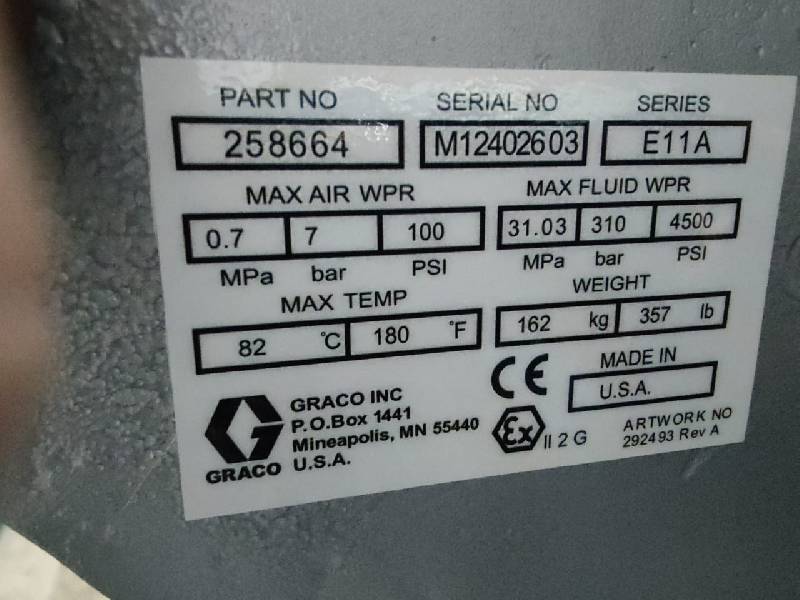 PART NO SERIAL NO SERIES
258664 M12402603 E11A
MAX AIR WPR MAX FLUID WPR
0.7 7 100 31.03 310 4500
MPa bar PSI MPa bar PSI
MAX TEMP WEIGHT
82 °C 180 °F 162 kg 357 lb
CE MADE IN
U.S.A.
GRACO INC
P.O.Box 1441
Mineapolis, MN 55440
U.S.A.
GRACO
Ex II 2 G
ARTWORK NO
292493 Rev A